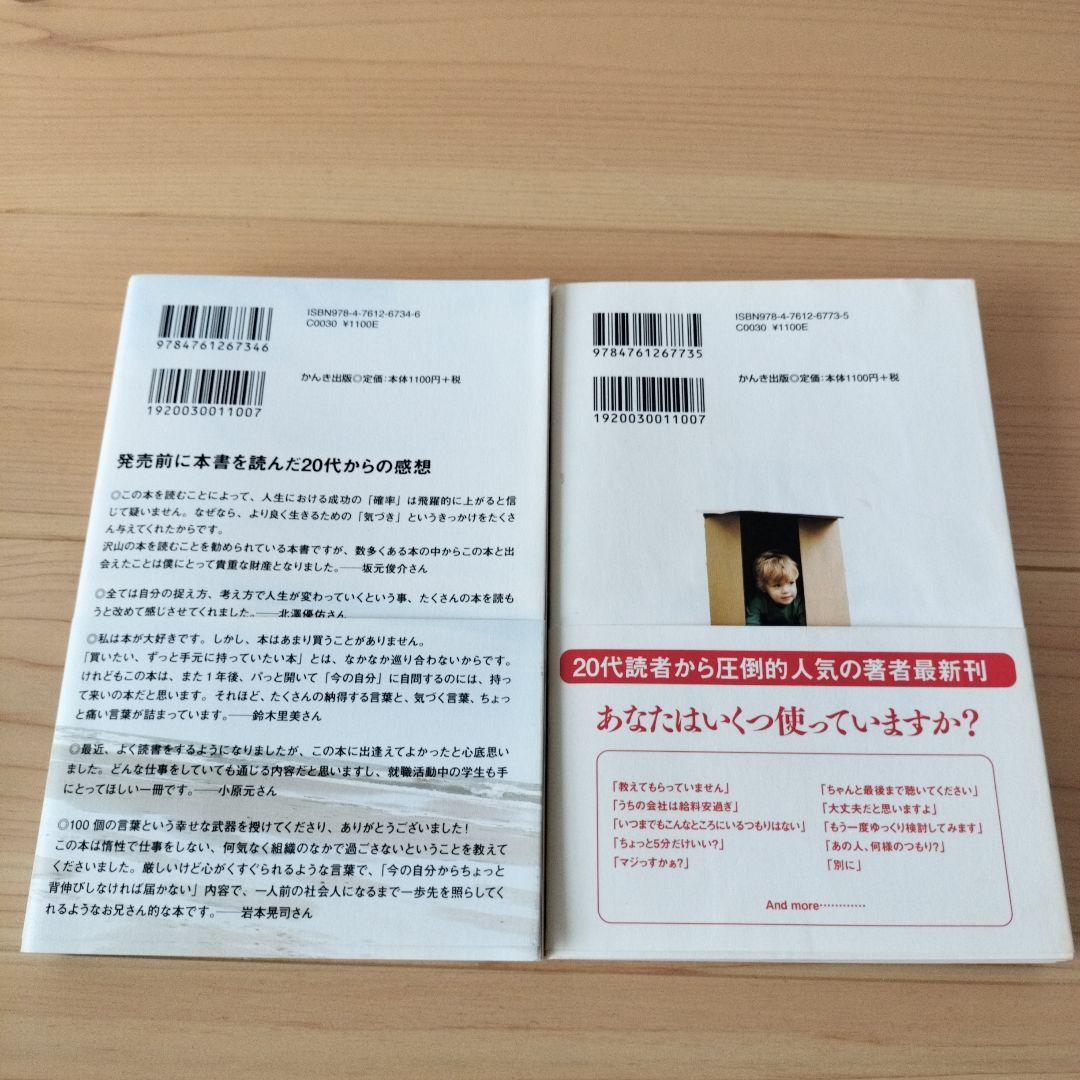 ISBN978-4-7612-6734-6
C0030 ¥1100E
9784761267346
かんき出版◎定価:本体1100円+税
1920030011007
発売前に本書を読んだ20代からの感想
◎この本を読むことによって、人生における成功の「確率」は飛躍的に上がると信
じて疑いません。なぜなら、より良く生きるための「気づき」というきっかけをたくさ
ん与えてくれたからです。
沢山の本を読むことを勧められている本書ですが、数多くある本の中からこの本と出
会えたことは僕にとって貴重な財産となりました。──坂元俊介さん
◎全ては自分の捉え方、考え方で人生が変わっていくという事、たくさんの本を読も
うと改めて感じさせてくれました。──北澤優佑さん
◎私は本が大好きです。しかし、本はあまり買うことがありません。
「買いたい、ずっと手元に持っていたい本」とは、なかなか巡り合わないからです。
けれどもこの本は、また1年後、パっと開いて「今の自分」に自問するのには、持っ
て来いの本だと思います。それほど、たくさんの納得する言葉と、気づく言葉、ちょっ
と痛い言葉が詰まっています。──鈴木里美さん
◎最近、よく読書をするようになりましたが、この本に出逢えてよかったと心底思い
ました。どんな仕事をしていても通じる内容だと思いますし、就職活動中の学生も手
にとってほしい一冊です。──小原元さん
◎100個の言葉という幸せな武器を授けてくださり、ありがとうございました!
この本は惰性で仕事をしない、何気なく組織のなかで過ごさないということを教えて
くださいました。厳しいけど心がくすぐられるような言葉で、「今の自分からちょっと
背伸びしなければ届かない」内容で、一人前の社会人になるまで一歩先を照らしてく
れるようなお兄さん的な本です。──岩本晃司さん
ISBN978-4-7612-6773-5
C0030 ¥1100E
9784761267735
かんき出版◎定価:本体1100円+税
1920030011007
20代読者から圧倒的人気の著者最新刊
あなたはいくつ使っていますか?
「教えてもらっていません」
「うちの会社は給料安過ぎ」
「いつまでもこんなところにいるつもりはない」
「ちょっと5分だけいい?」
「マジっすかぁ?」
「ちゃんと最後まで聴いてください」
「大丈夫だと思いますよ」
「もう一度ゆっくり検討してみます」
「あの人、何様のつもり?」
「別に」
And more…………